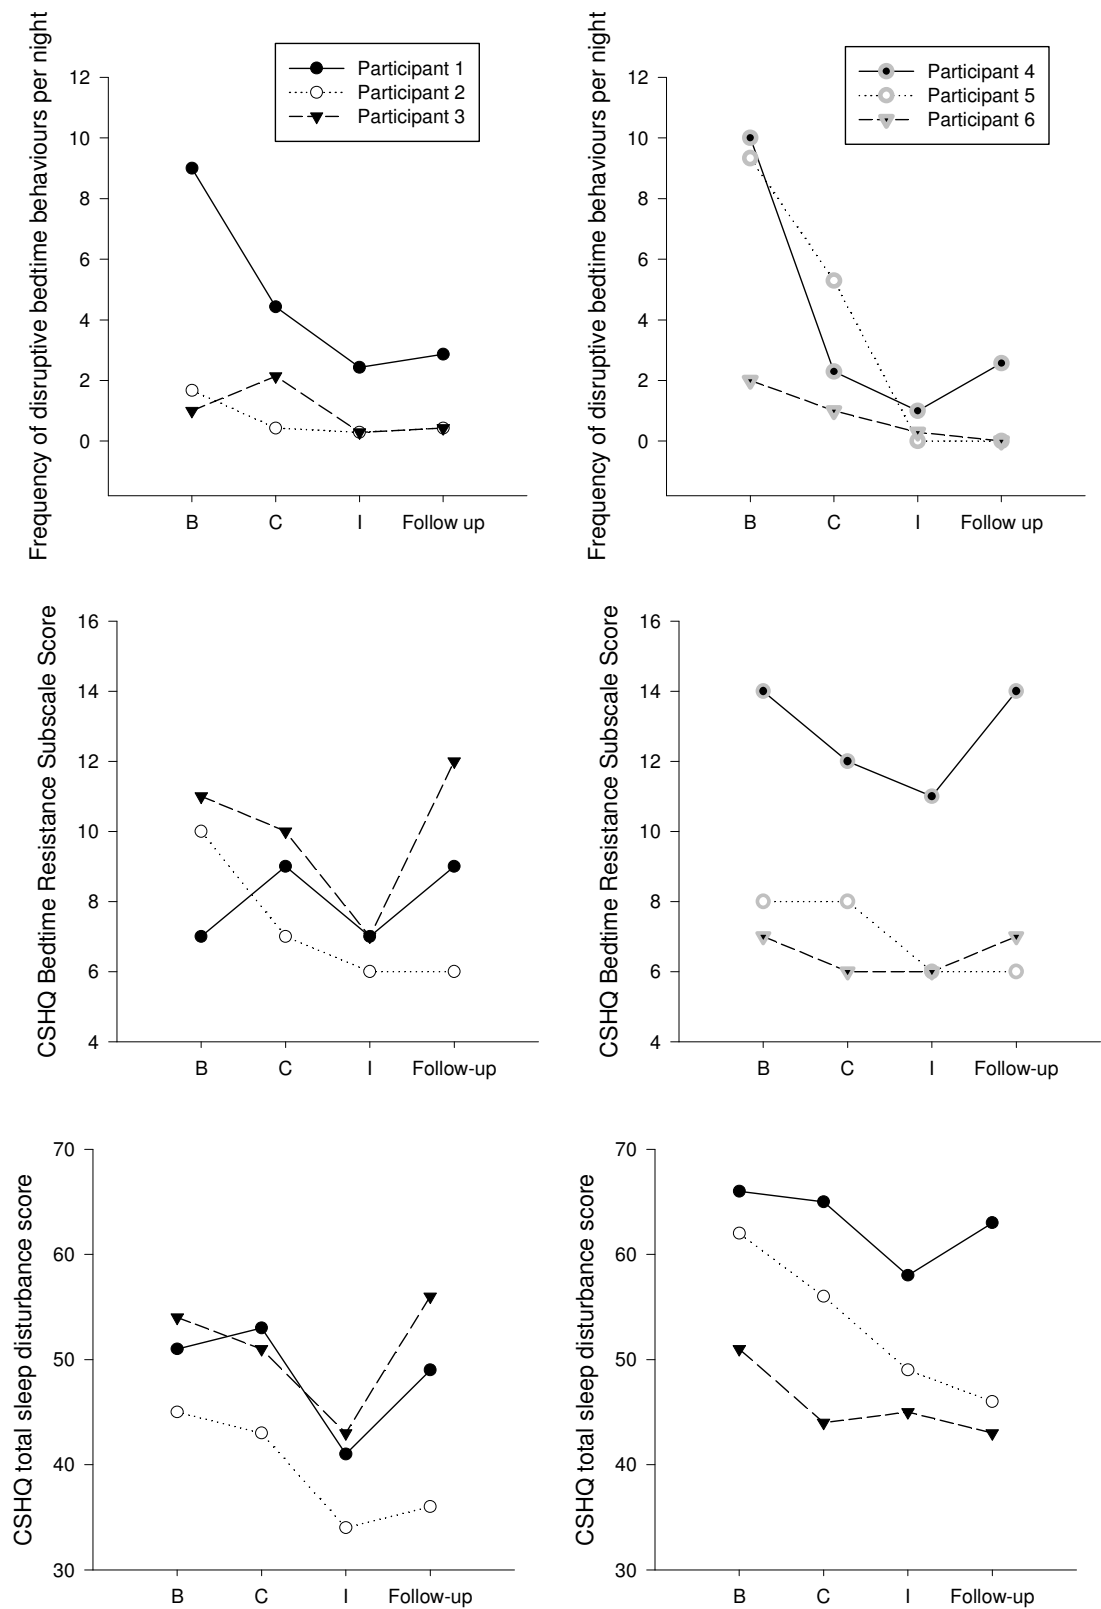 Frequency of disruptive bedtime behaviours per night
12
10
8
6
4
2
0
Participant 1
Participant 2
Participant 3
B C I Follow up
Frequency of disruptive bedtime behaviours per night
12
10
8
6
4
2
0
Participant 4
Participant 5
Participant 6
B C I Follow up
CSHQ Bedtime Resistance Subscale Score
16
14
12
10
8
6
4
B C I Follow-up
CSHQ Bedtime Resistance Subscale Score
16
14
12
10
8
6
4
B C I Follow-up
CSHQ total sleep disturbance score
70
60
50
40
30
B C I Follow-up
CSHQ total sleep disturbance score
70
60
50
40
30
B C I Follow-up